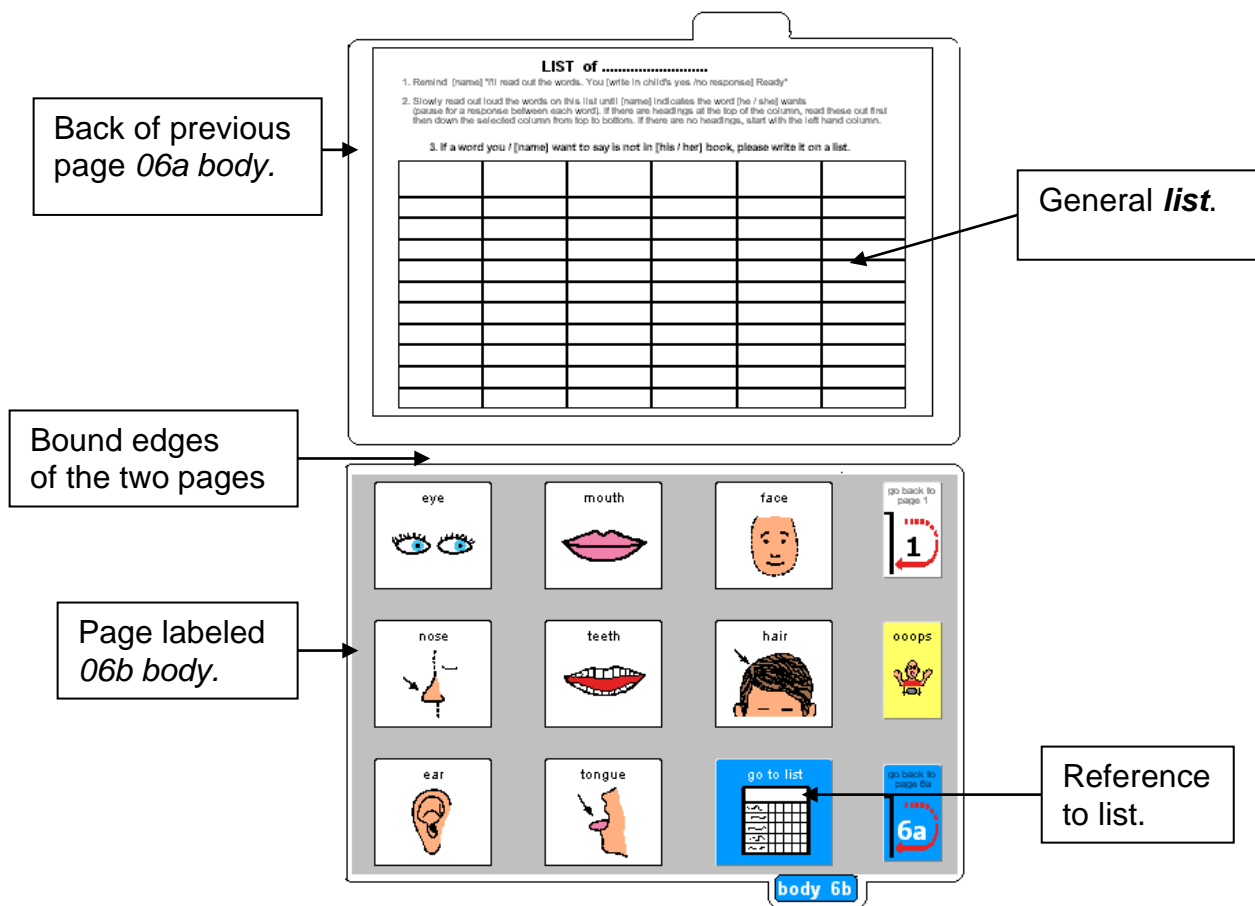 LIST of ..........................
1. Remind [name] "I'll read out the words. You [write in child's yes /no response] Ready"
2. Slowly read out loud the words on this list until [name] indicates the word [he / she] wants
(pause for a response between each word). If there are headings at the top of the column, read these out first
then down the selected column from top to bottom. If there are no headings, start with the left hand column.
3. If a word you / [name] want to say is not in [his / her] book, please write it on a list.
Back of previous
page 06a body.
General list.
Bound edges
of the two pages
eye
mouth
face
go back to
page 1
1
Page labeled
06b body.
nose
teeth
hair
ooops
ear
tongue
go to list
go back to
page 6a
6a
Reference
to list.
body 6b